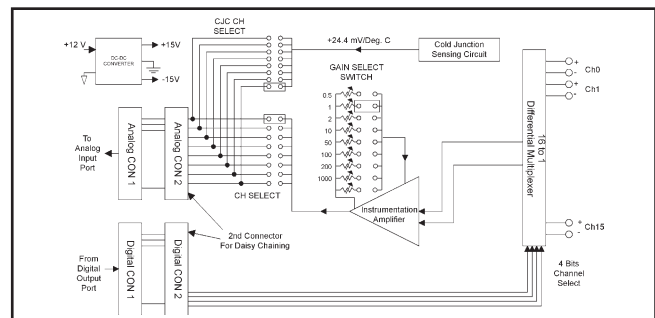 CJC CH
SELECT
+12 V
DC-DC
CONVERTER
+15V
-15V
+24.4 mV/Deg. C
Cold Junction
Sensing Circuit
GAIN SELECT
SWITCH
0.5
1
2
10
50
100
200
1000
+
-
Ch0
+
-
Ch1
16 to 1
Differential Multiplexer
To
Analog
Input
Port
Analog CON 1
Analog CON 2
CH SELECT
Instrumentation
Amplifier
+
-
Ch15
2nd Connector
For Daisy Chaining
From
Digital
Output
Port
Digital CON 1
Digital CON 2
4 Bits
Channel
Select